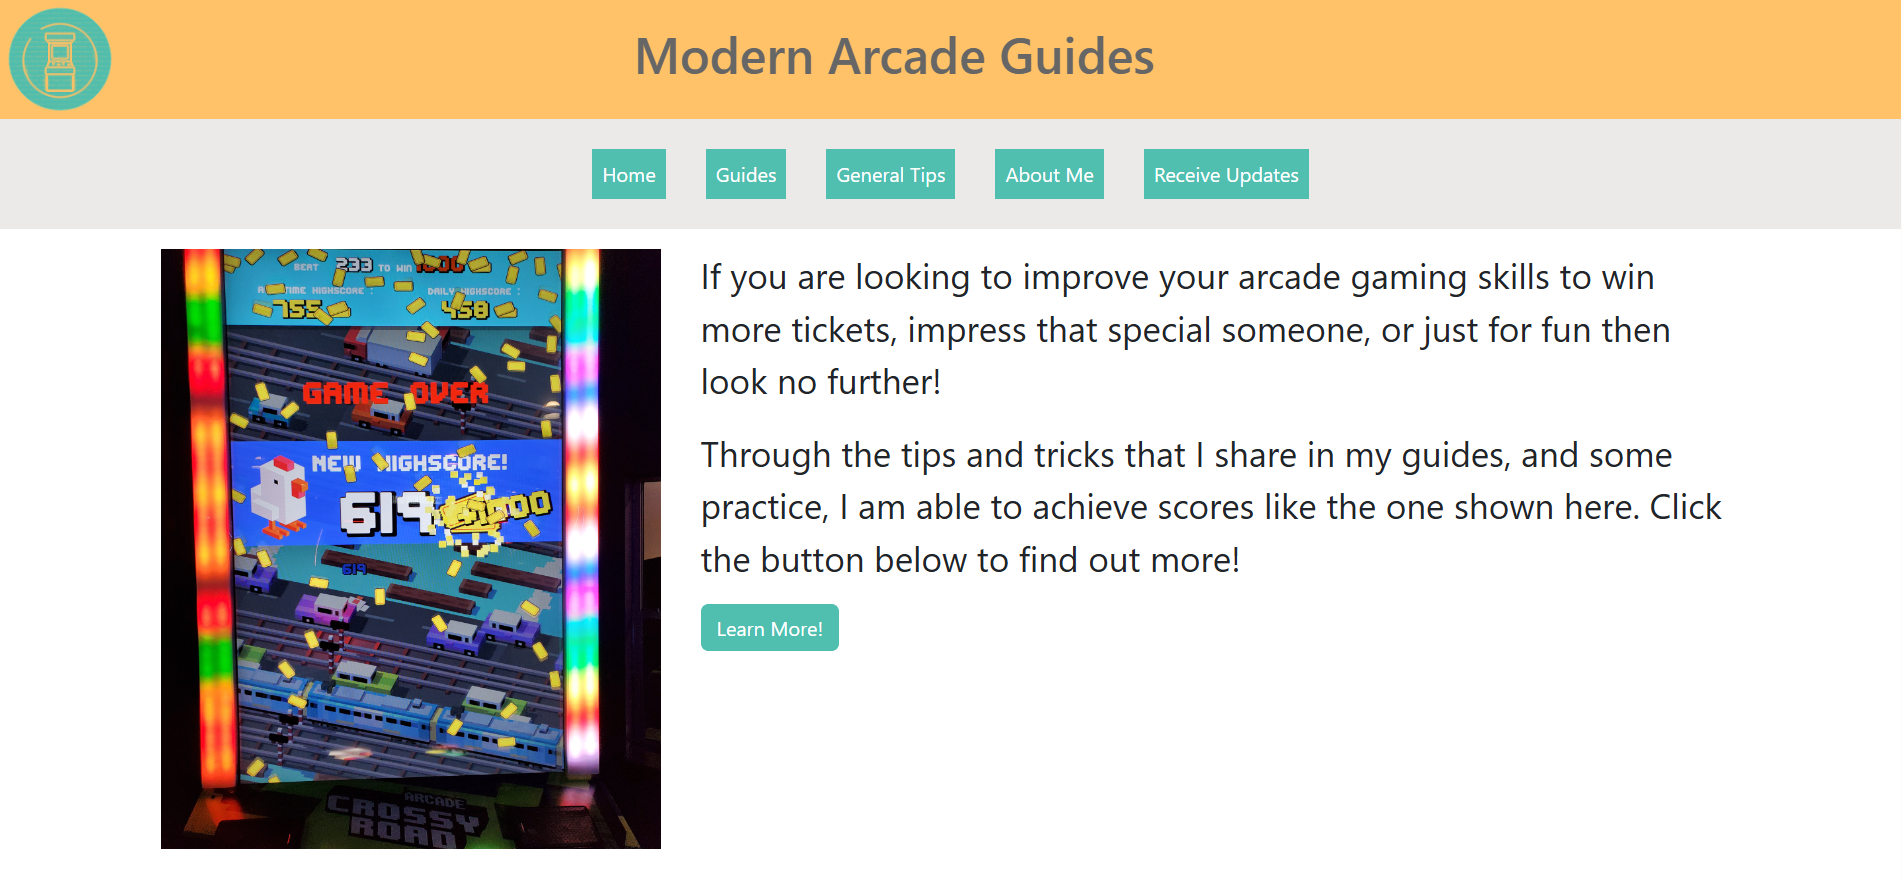 Modern Arcade Guides
Home
Guides
General Tips
About Me
Receive Updates
BEAT 233 TO WIN
DAILY HIGHSCORE :
755
458
GAME OVER
NEW HIGHSCORE!
619
619
ARCADE
CROSSY
ROAD
If you are looking to improve your arcade gaming skills to win
more tickets, impress that special someone, or just for fun then
look no further!
Through the tips and tricks that I share in my guides, and some
practice, I am able to achieve scores like the one shown here. Click
the button below to find out more!
Learn More!